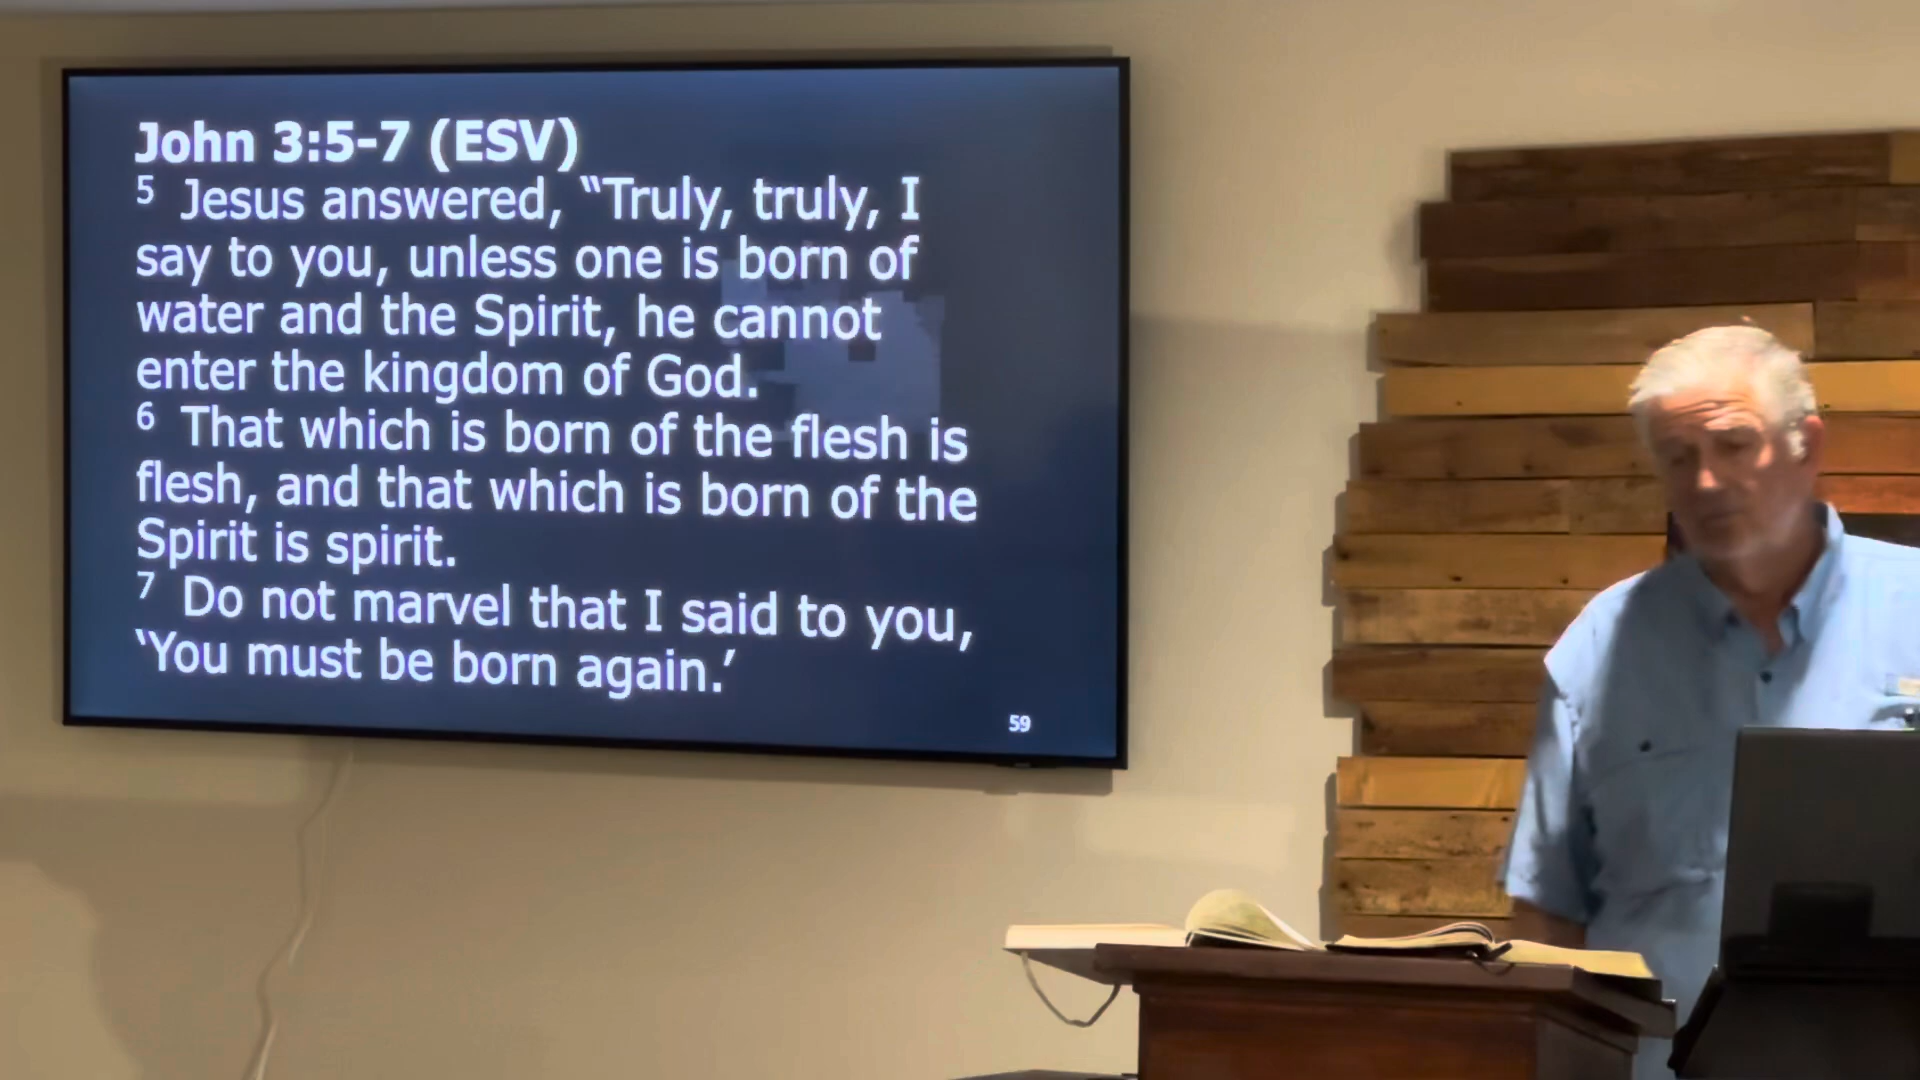 John 3:5-7 (ESV)
5 Jesus answered, “Truly, truly, I
say to you, unless one is born of
water and the Spirit, he cannot
enter the kingdom of God.
6 That which is born of the flesh is
flesh, and that which is born of the
Spirit is spirit.
7 Do not marvel that I said to you,
‘You must be born again.’
59